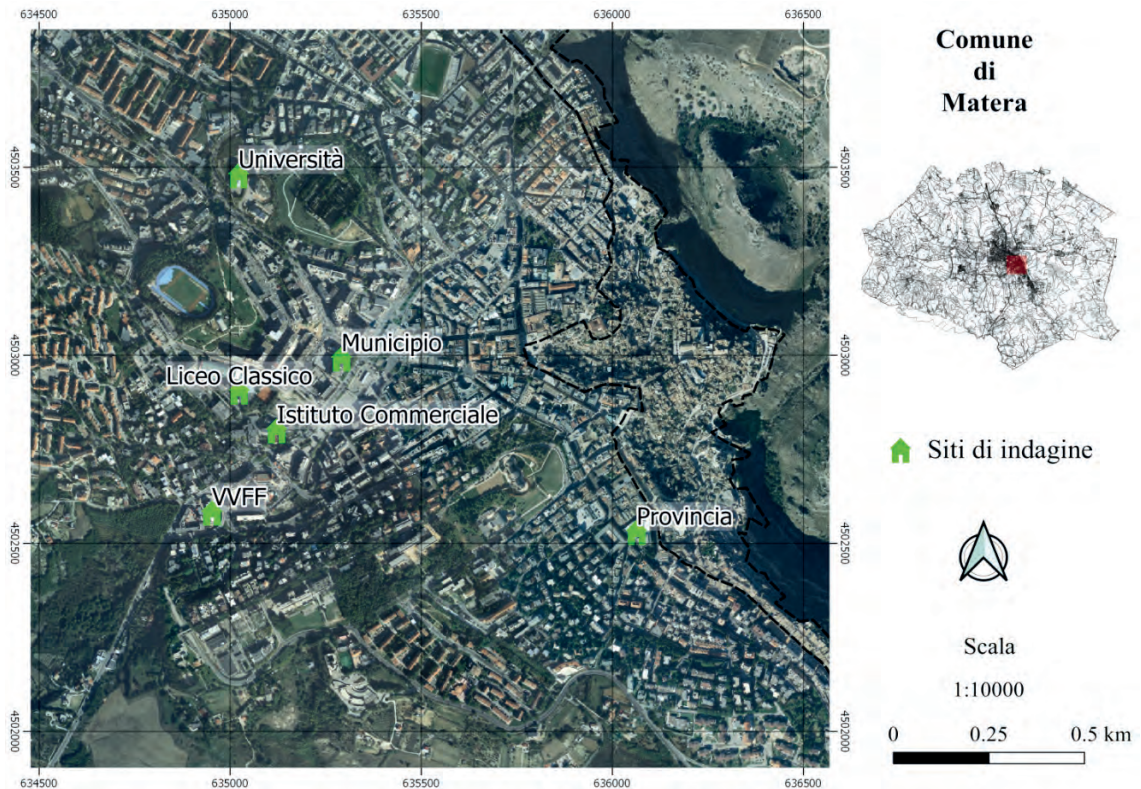 634500 635000 635500 636000 636500
4503500 4503500
4503000 4503000
4502500 4502500
4502000 4502000
634500 635000 635500 636000 636500
Università
Municipio
Liceo Classico
Istituto Commerciale
VVFF
Provincia
Comune
di
Matera
Siti di indagine
Scala
1:10000
0 0.25 0.5 km